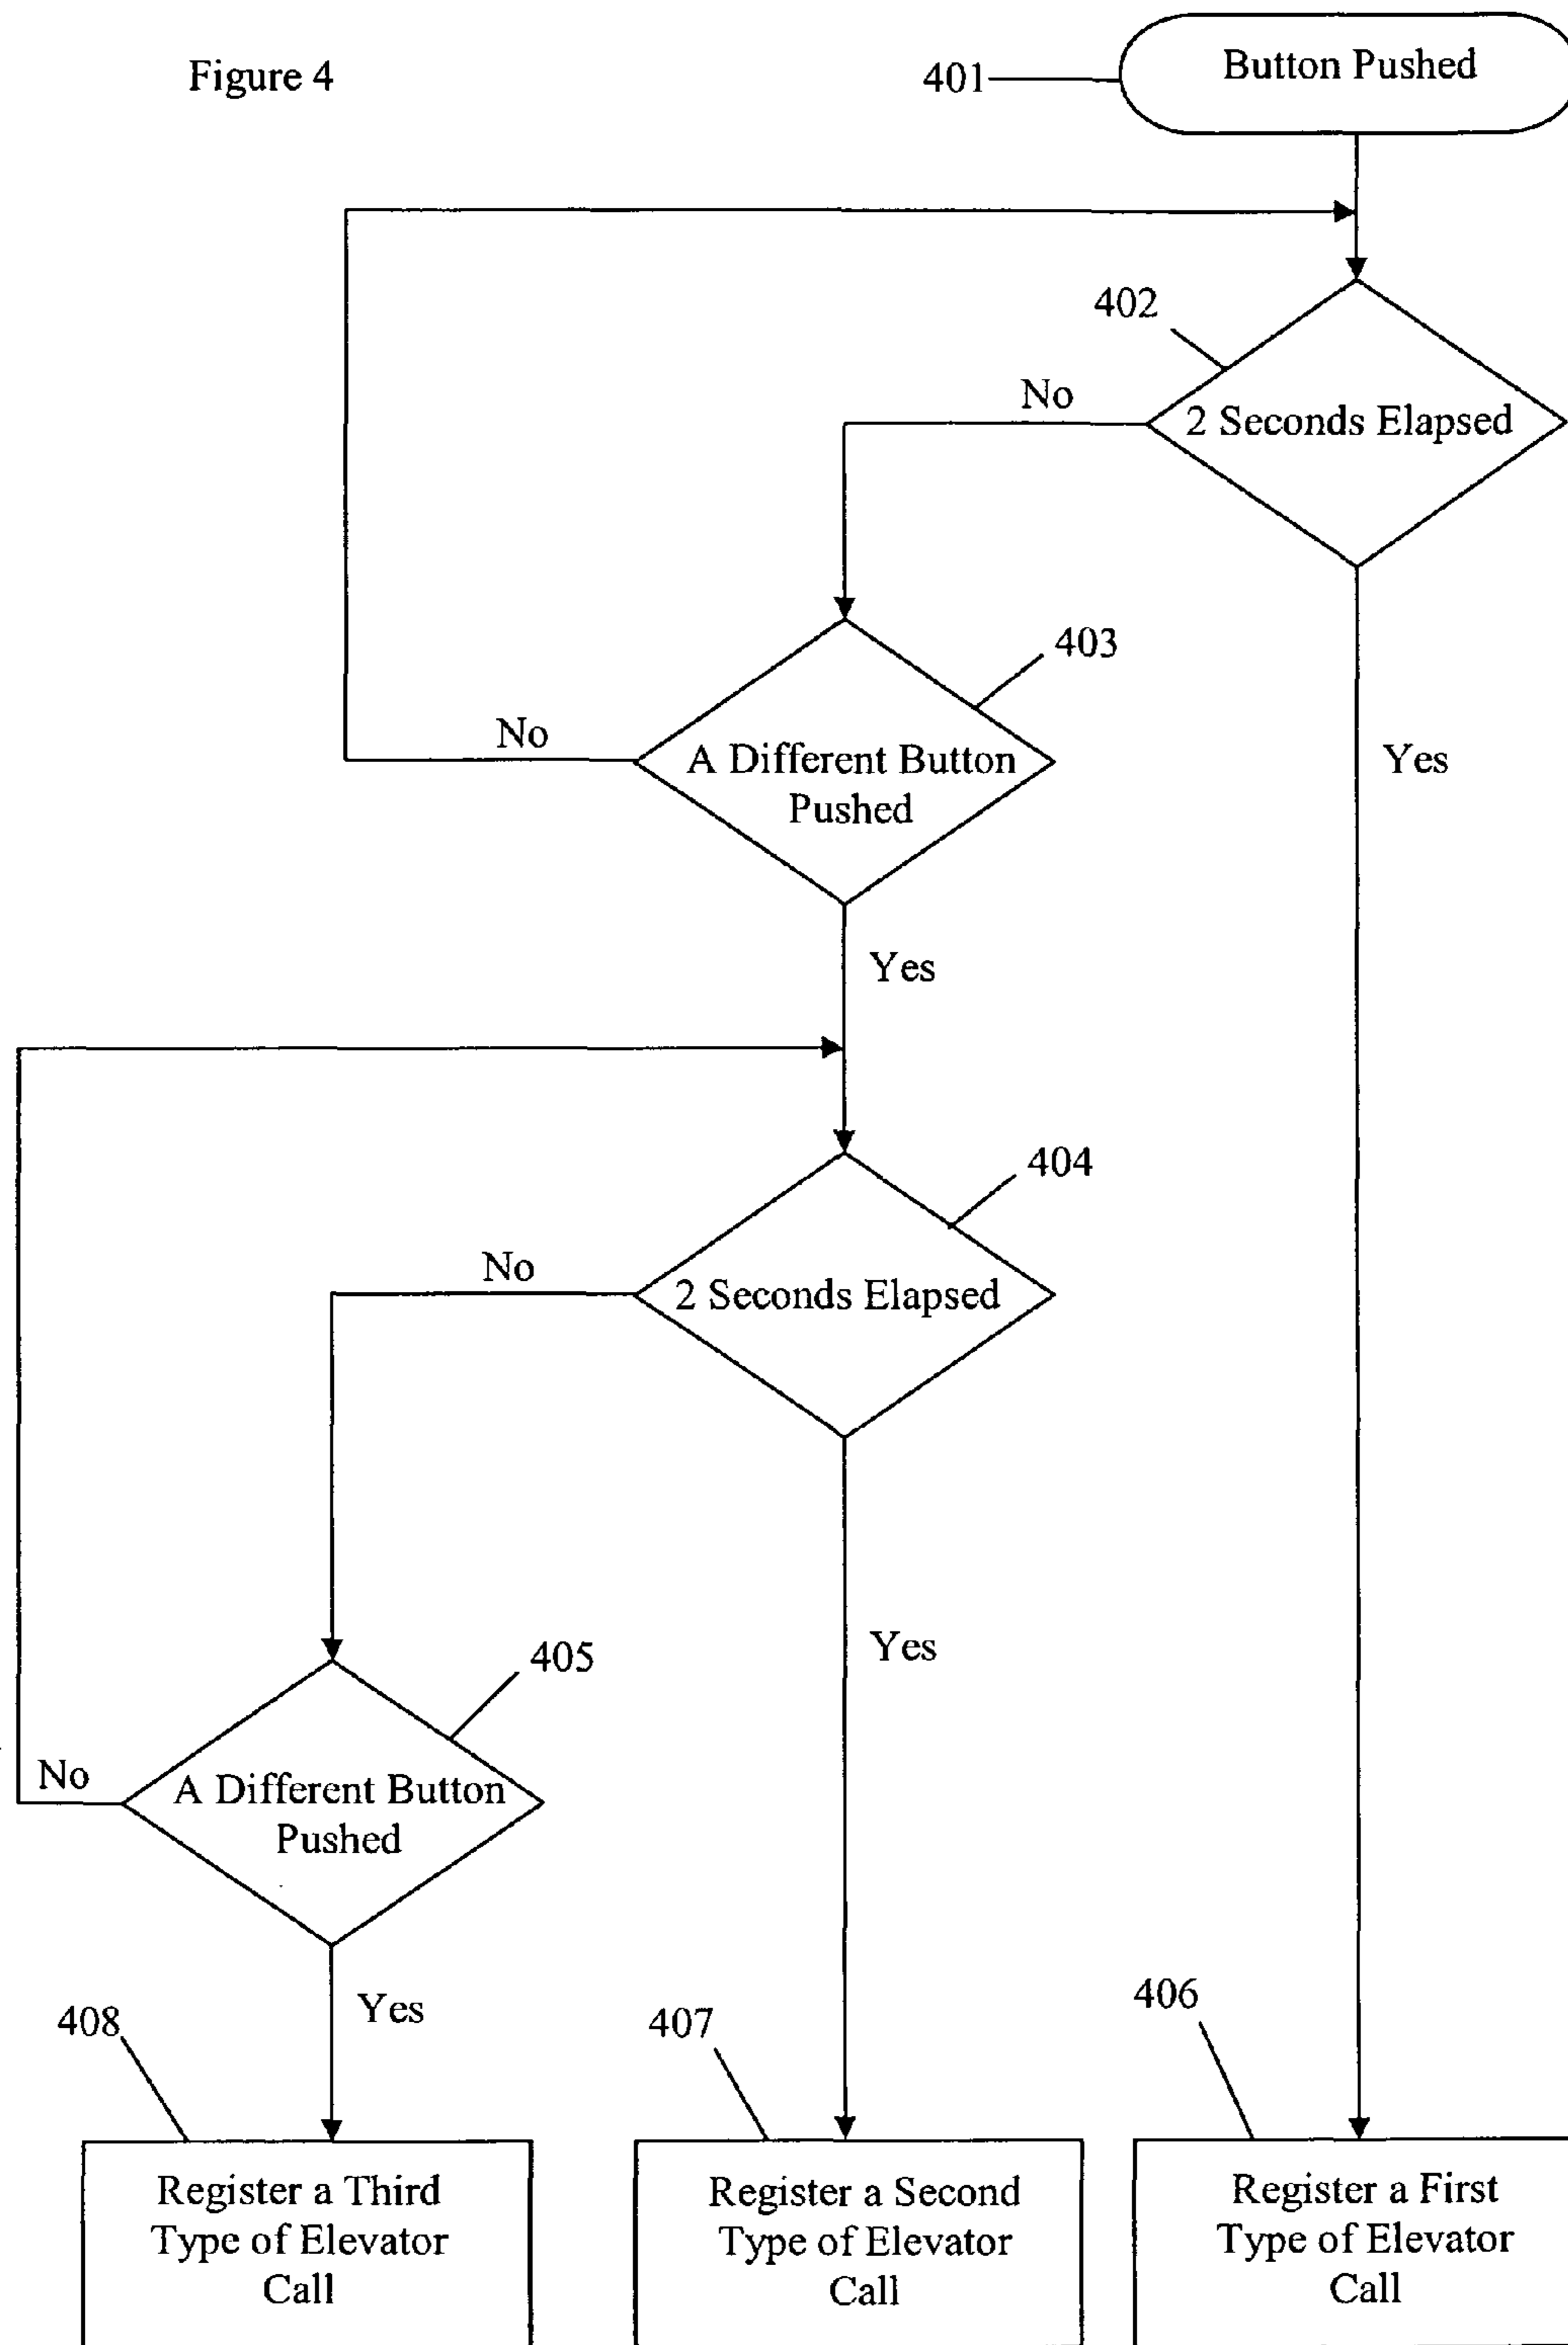 Figure 4
401
Button Pushed
402
No
2 Seconds Elapsed
403
No
A Different Button
Pushed
Yes
Yes
404
No
2 Seconds Elapsed
405
Yes
No
A Different Button
Pushed
Yes
408
407
406
Register a Third
Type of Elevator
Call
Register a Second
Type of Elevator
Call
Register a First
Type of Elevator
Call